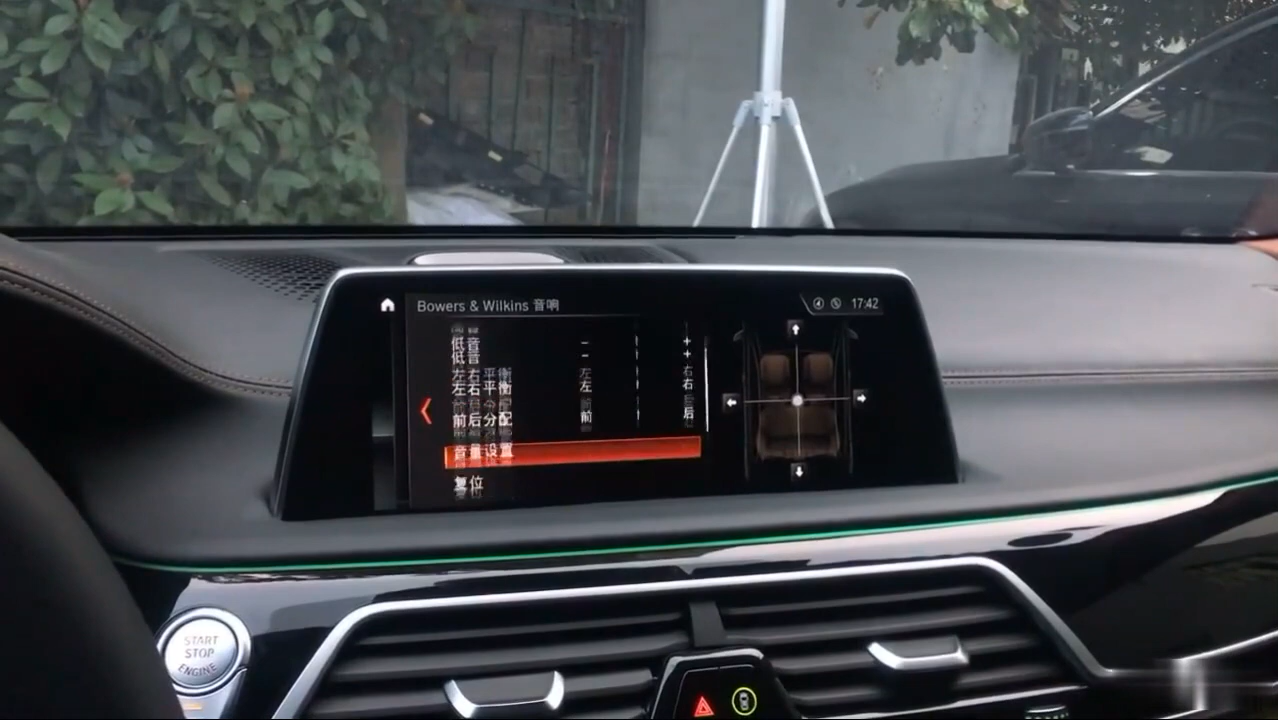 Bowers & Wilkins 音响
17:42
低音 - +
左右平衡 左 右
前后分配 前 后
音量设置
复位
START
STOP
ENGINE